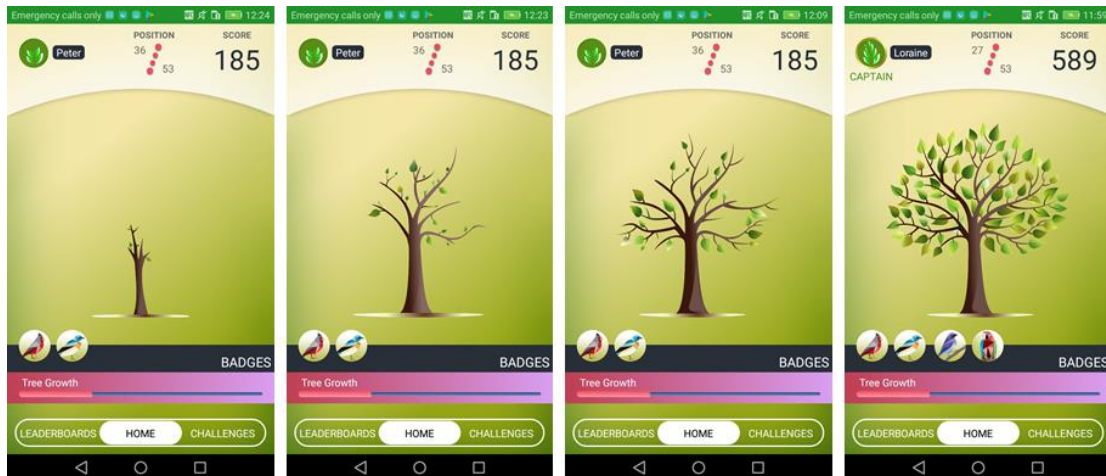 Emergency calls only 12:24
POSITION SCORE
Peter 36 185
53
BADGES
Tree Growth
LEADERBOARDS HOME CHALLENGES
Emergency calls only 12:23
POSITION SCORE
Peter 36 185
53
BADGES
Tree Growth
LEADERBOARDS HOME CHALLENGES
Emergency calls only 12:09
POSITION SCORE
Peter 36 185
53
BADGES
Tree Growth
LEADERBOARDS HOME CHALLENGES
Emergency calls only 11:59
POSITION SCORE
Loraine 27 589
53
CAPTAIN
BADGES
Tree Growth
LEADERBOARDS HOME CHALLENGES